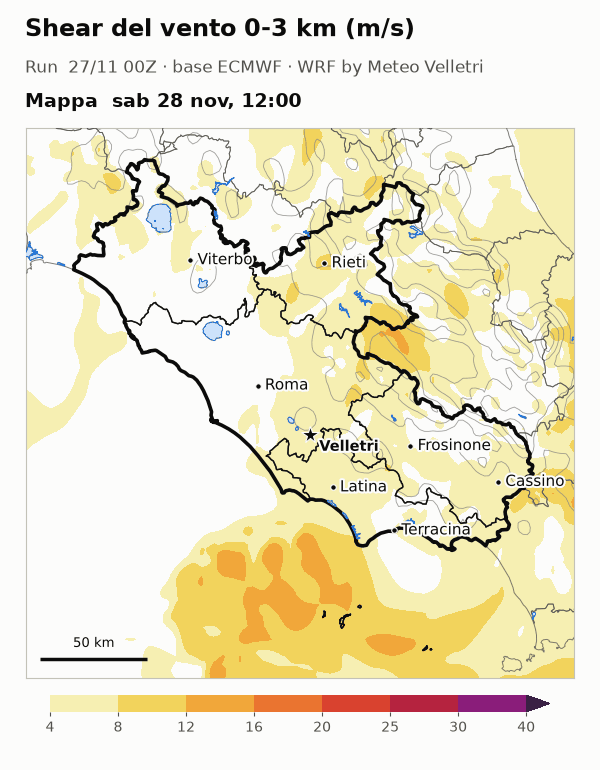 Shear del vento 0-3 km (m/s)
Run  27/11 00Z · base ECMWF · WRF by Meteo Velletri
Mappa  sab 28 nov, 12:00
Viterbo
Rieti
Roma
Velletri
Frosinone
Latina
Cassino
Terracina
50 km
4 8 12 16 20 25 30 40